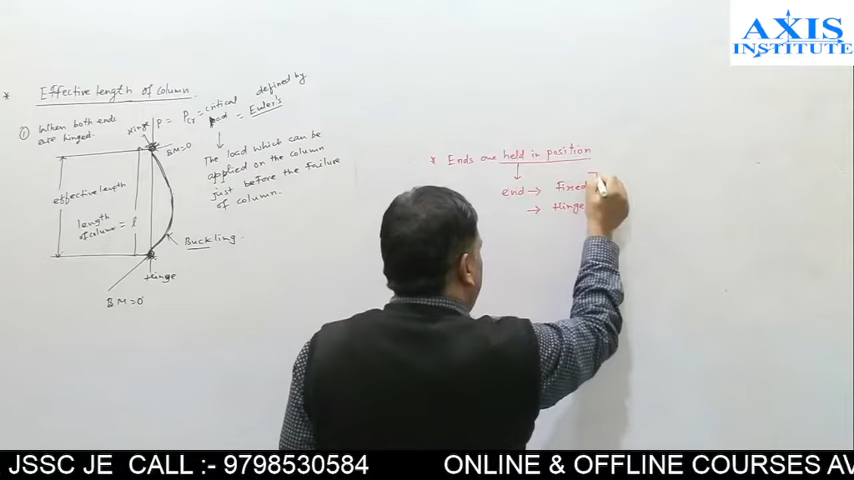 AXIS
INSTITUTE
* Effective length of column
① When both ends
are hinged.
Hinge
P = Pcr = critical load = defined by Euler's
BM=0
The load which can be
applied on the column
just before the failure
of column.
effective length
length
of column = l
Buckling.
Hinge
BM=0
* Ends are held in position
end → fixed
→ Hinge
JSSC JE CALL :- 9798530584 ONLINE & OFFLINE COURSES AV